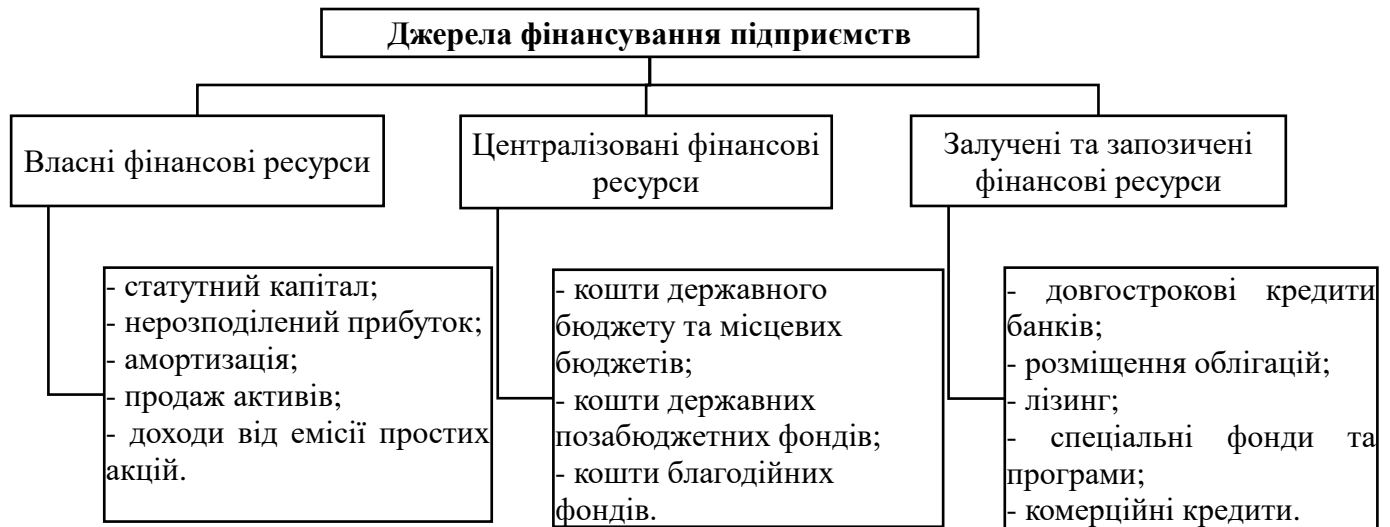 Джерела фінансування підприємств
Власні фінансові ресурси
Централізовані фінансові
ресурси
Залучені та запозичені
фінансові ресурси
- статутний капітал;
- нерозподілений прибуток;
- амортизація;
- продаж активів;
- доходи від емісії простих
акцій.
- кошти державного
бюджету та місцевих
бюджетів;
- кошти державних
позабюджетних фондів;
- кошти благодійних
фондів.
- довгострокові кредити
банків;
- розміщення облігацій;
- лізинг;
- спеціальні фонди та
програми;
- комерційні кредити.